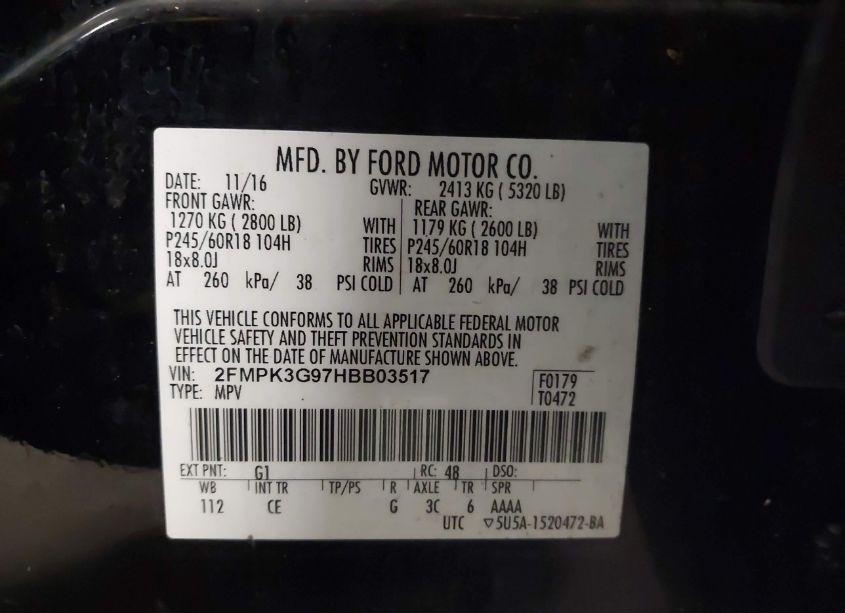 MFD. BY FORD MOTOR CO.
DATE: 11/16 GVWR: 2413 KG ( 5320 LB)
FRONT GAWR: REAR GAWR:
1270 KG ( 2800 LB) WITH 1179 KG ( 2600 LB) WITH
P245/60R18 104H TIRES P245/60R18 104H TIRES
18x8.0J RIMS 18x8.0J RIMS
AT 260 kPa/ 38 PSI COLD AT 260 kPa/ 38 PSI COLD
THIS VEHICLE CONFORMS TO ALL APPLICABLE FEDERAL MOTOR
VEHICLE SAFETY AND THEFT PREVENTION STANDARDS IN
EFFECT ON THE DATE OF MANUFACTURE SHOWN ABOVE.
VIN: 2FMPK3G97HBB03517 F0179
TYPE: MPV T0472
EXT PNT: G1 RC: 48 DSO:
WB INT TR TP/PS R AXLE TR SPR
112 CE G 3C 6 AAAA
UTC ▽5U5A-1520472-BA